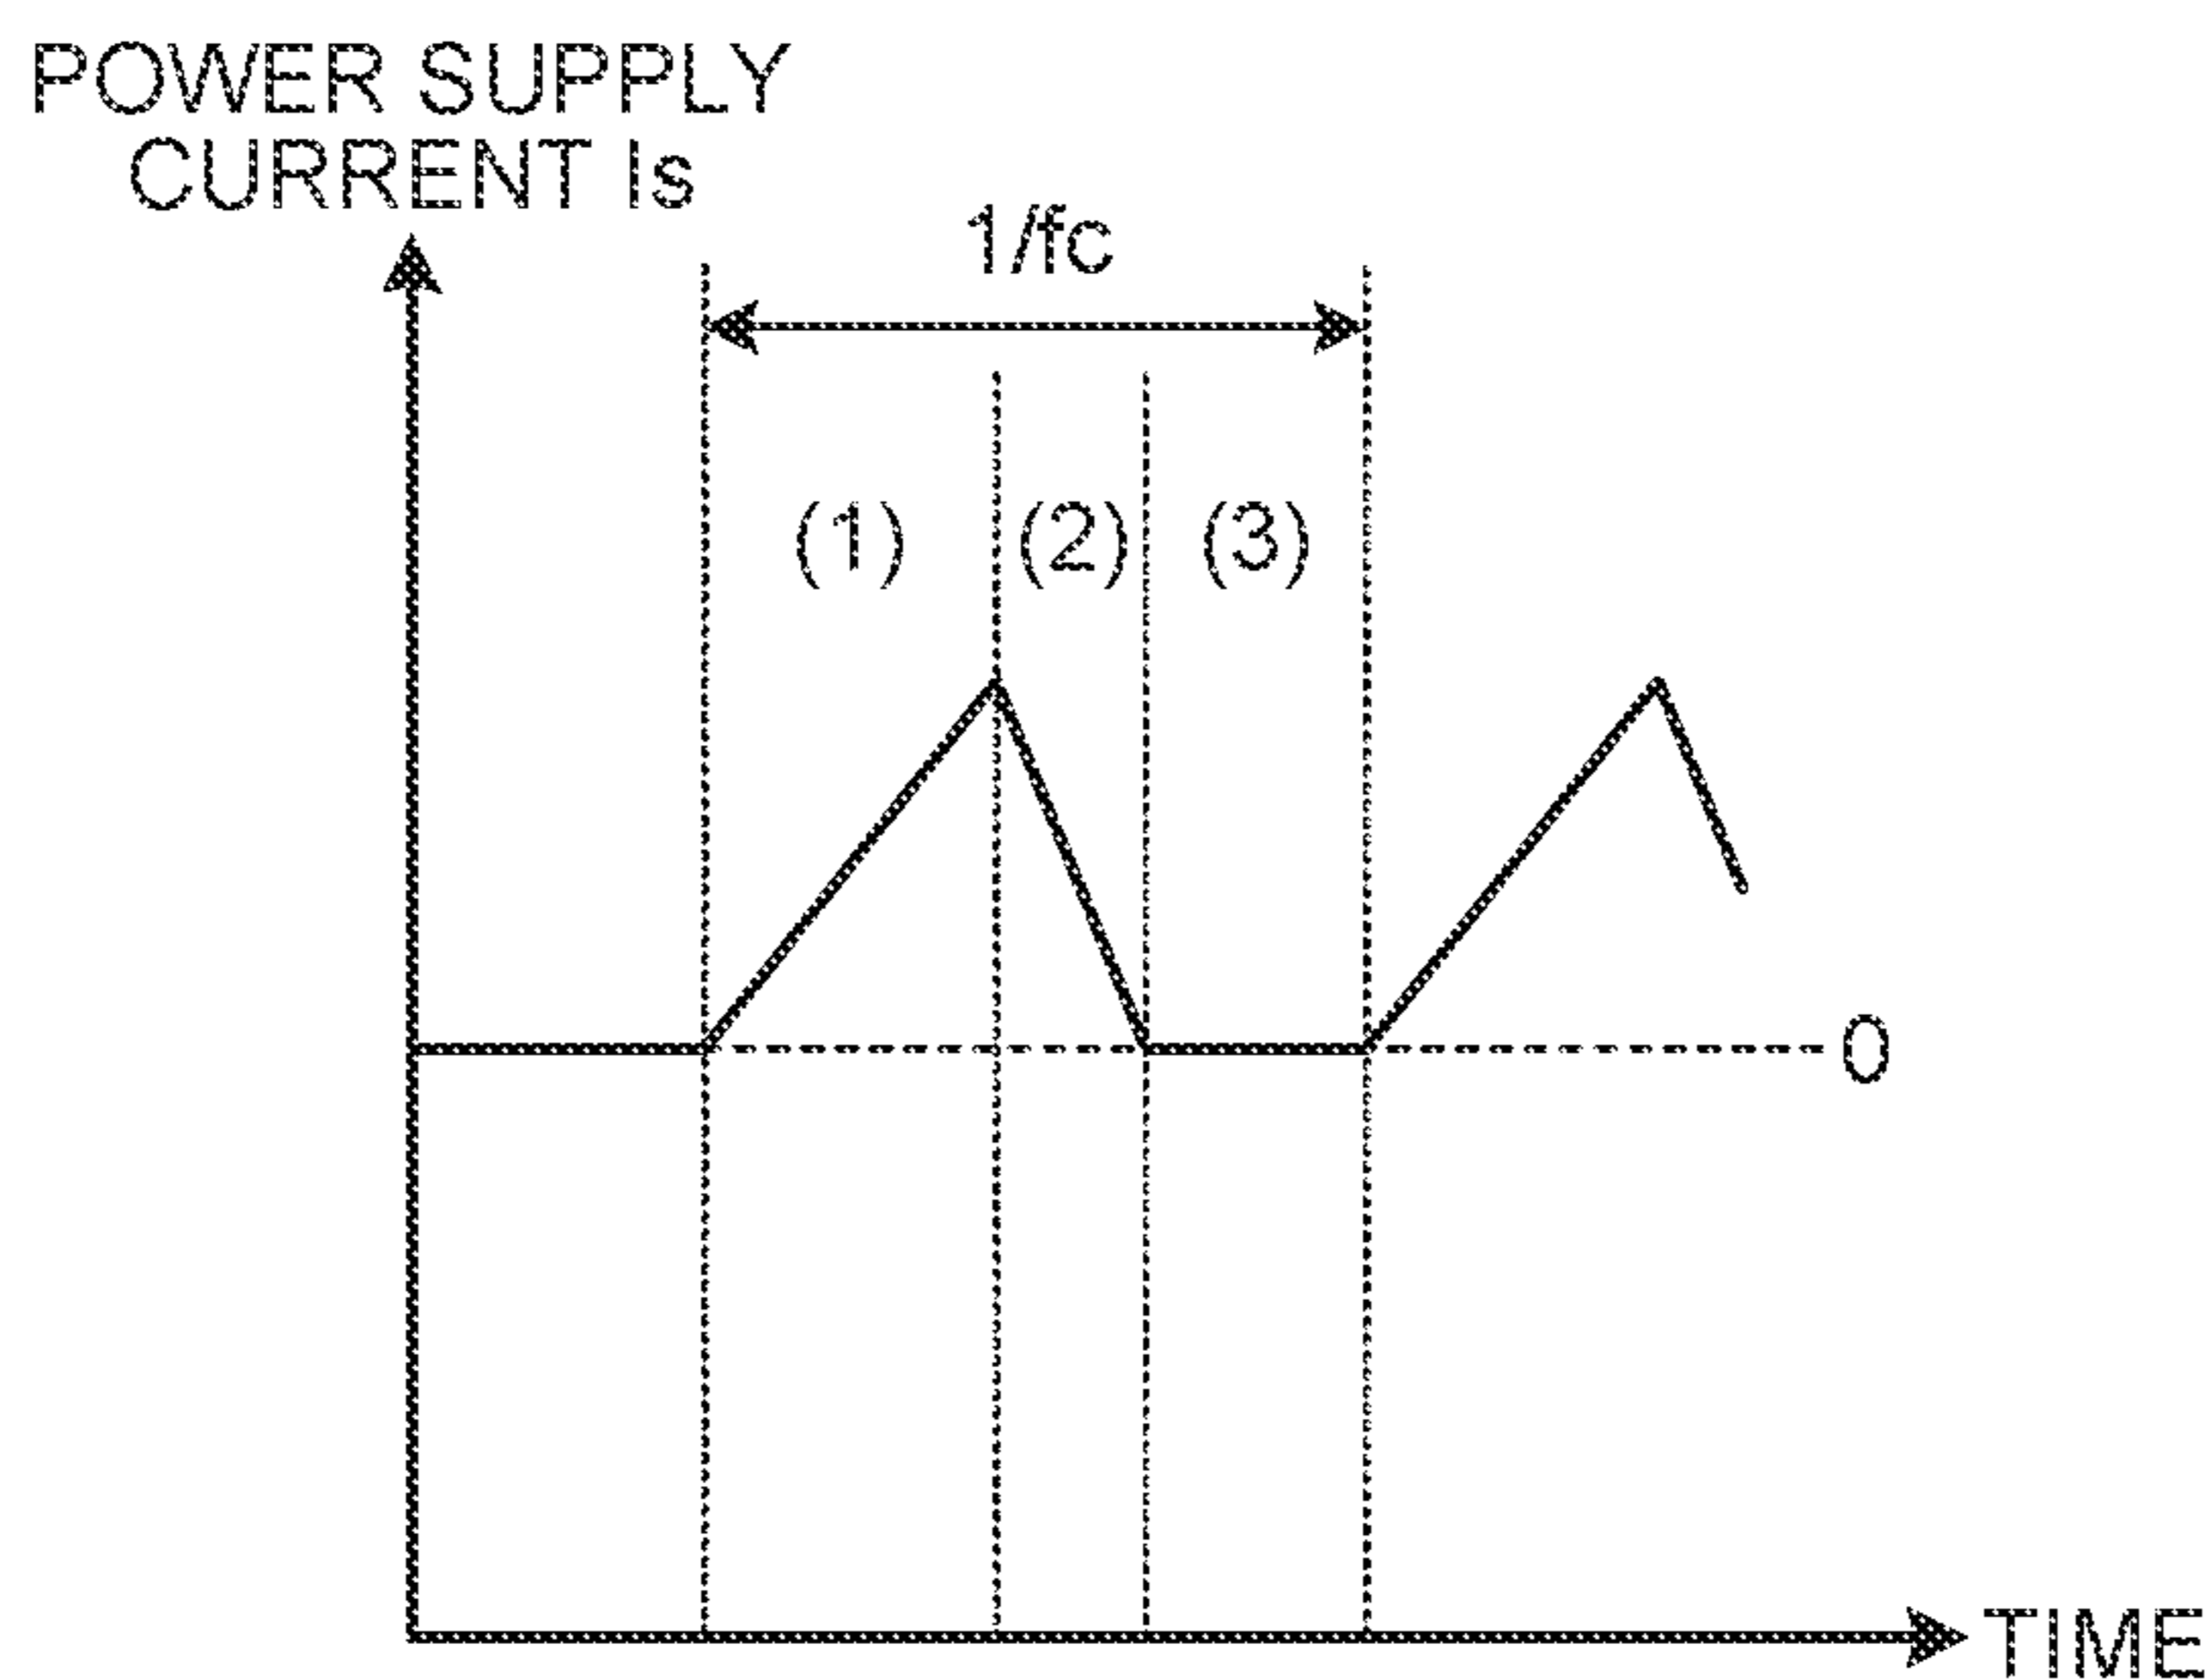 POWER SUPPLY
CURRENT Is
1/fc
(1) (2) (3)
0
TIME